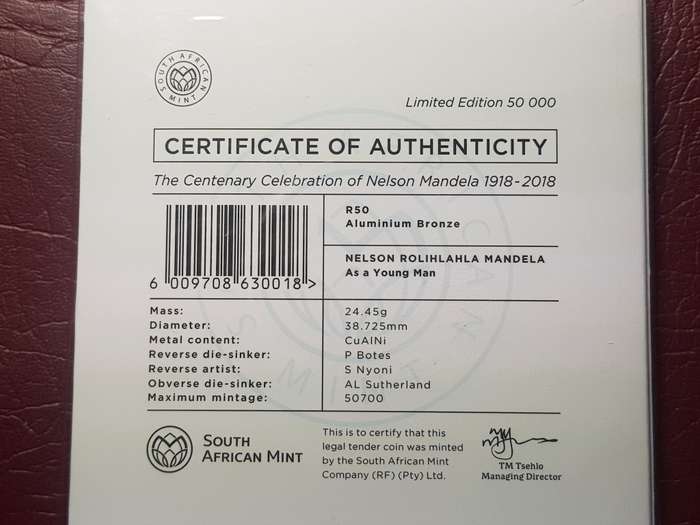 SOUTH AFRICAN MINT
Limited Edition 50 000
CERTIFICATE OF AUTHENTICITY
The Centenary Celebration of Nelson Mandela 1918-2018
R50
Aluminium Bronze
NELSON ROLIHLAHLA MANDELA
As a Young Man
6 009708 630018 >
Mass: 24.45g
Diameter: 38.725mm
Metal content: CuAlNi
Reverse die-sinker: P Botes
Reverse artist: S Nyoni
Obverse die-sinker: AL Sutherland
Maximum mintage: 50700
SOUTH
AFRICAN MINT
This is to certify that this
legal tender coin was minted
by the South African Mint
Company (RF) (Pty) Ltd.
TM Tsehlo
Managing Director